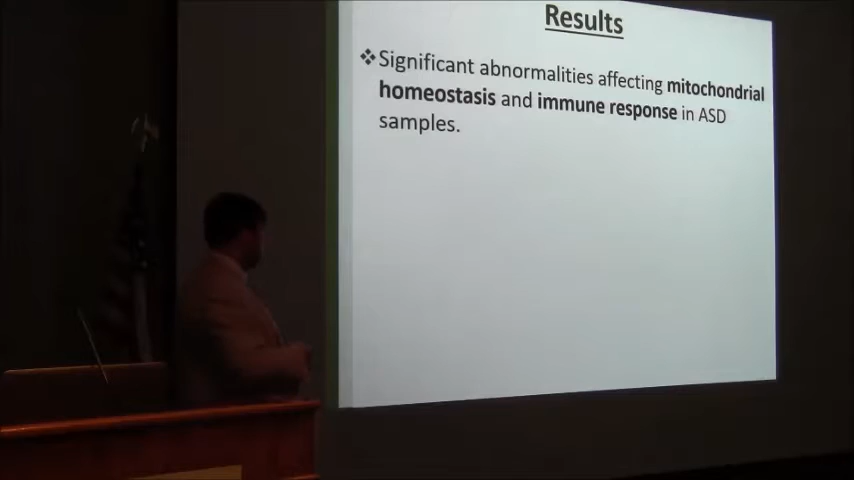 Results
❖Significant abnormalities affecting mitochondrial
homeostasis and immune response in ASD
samples.